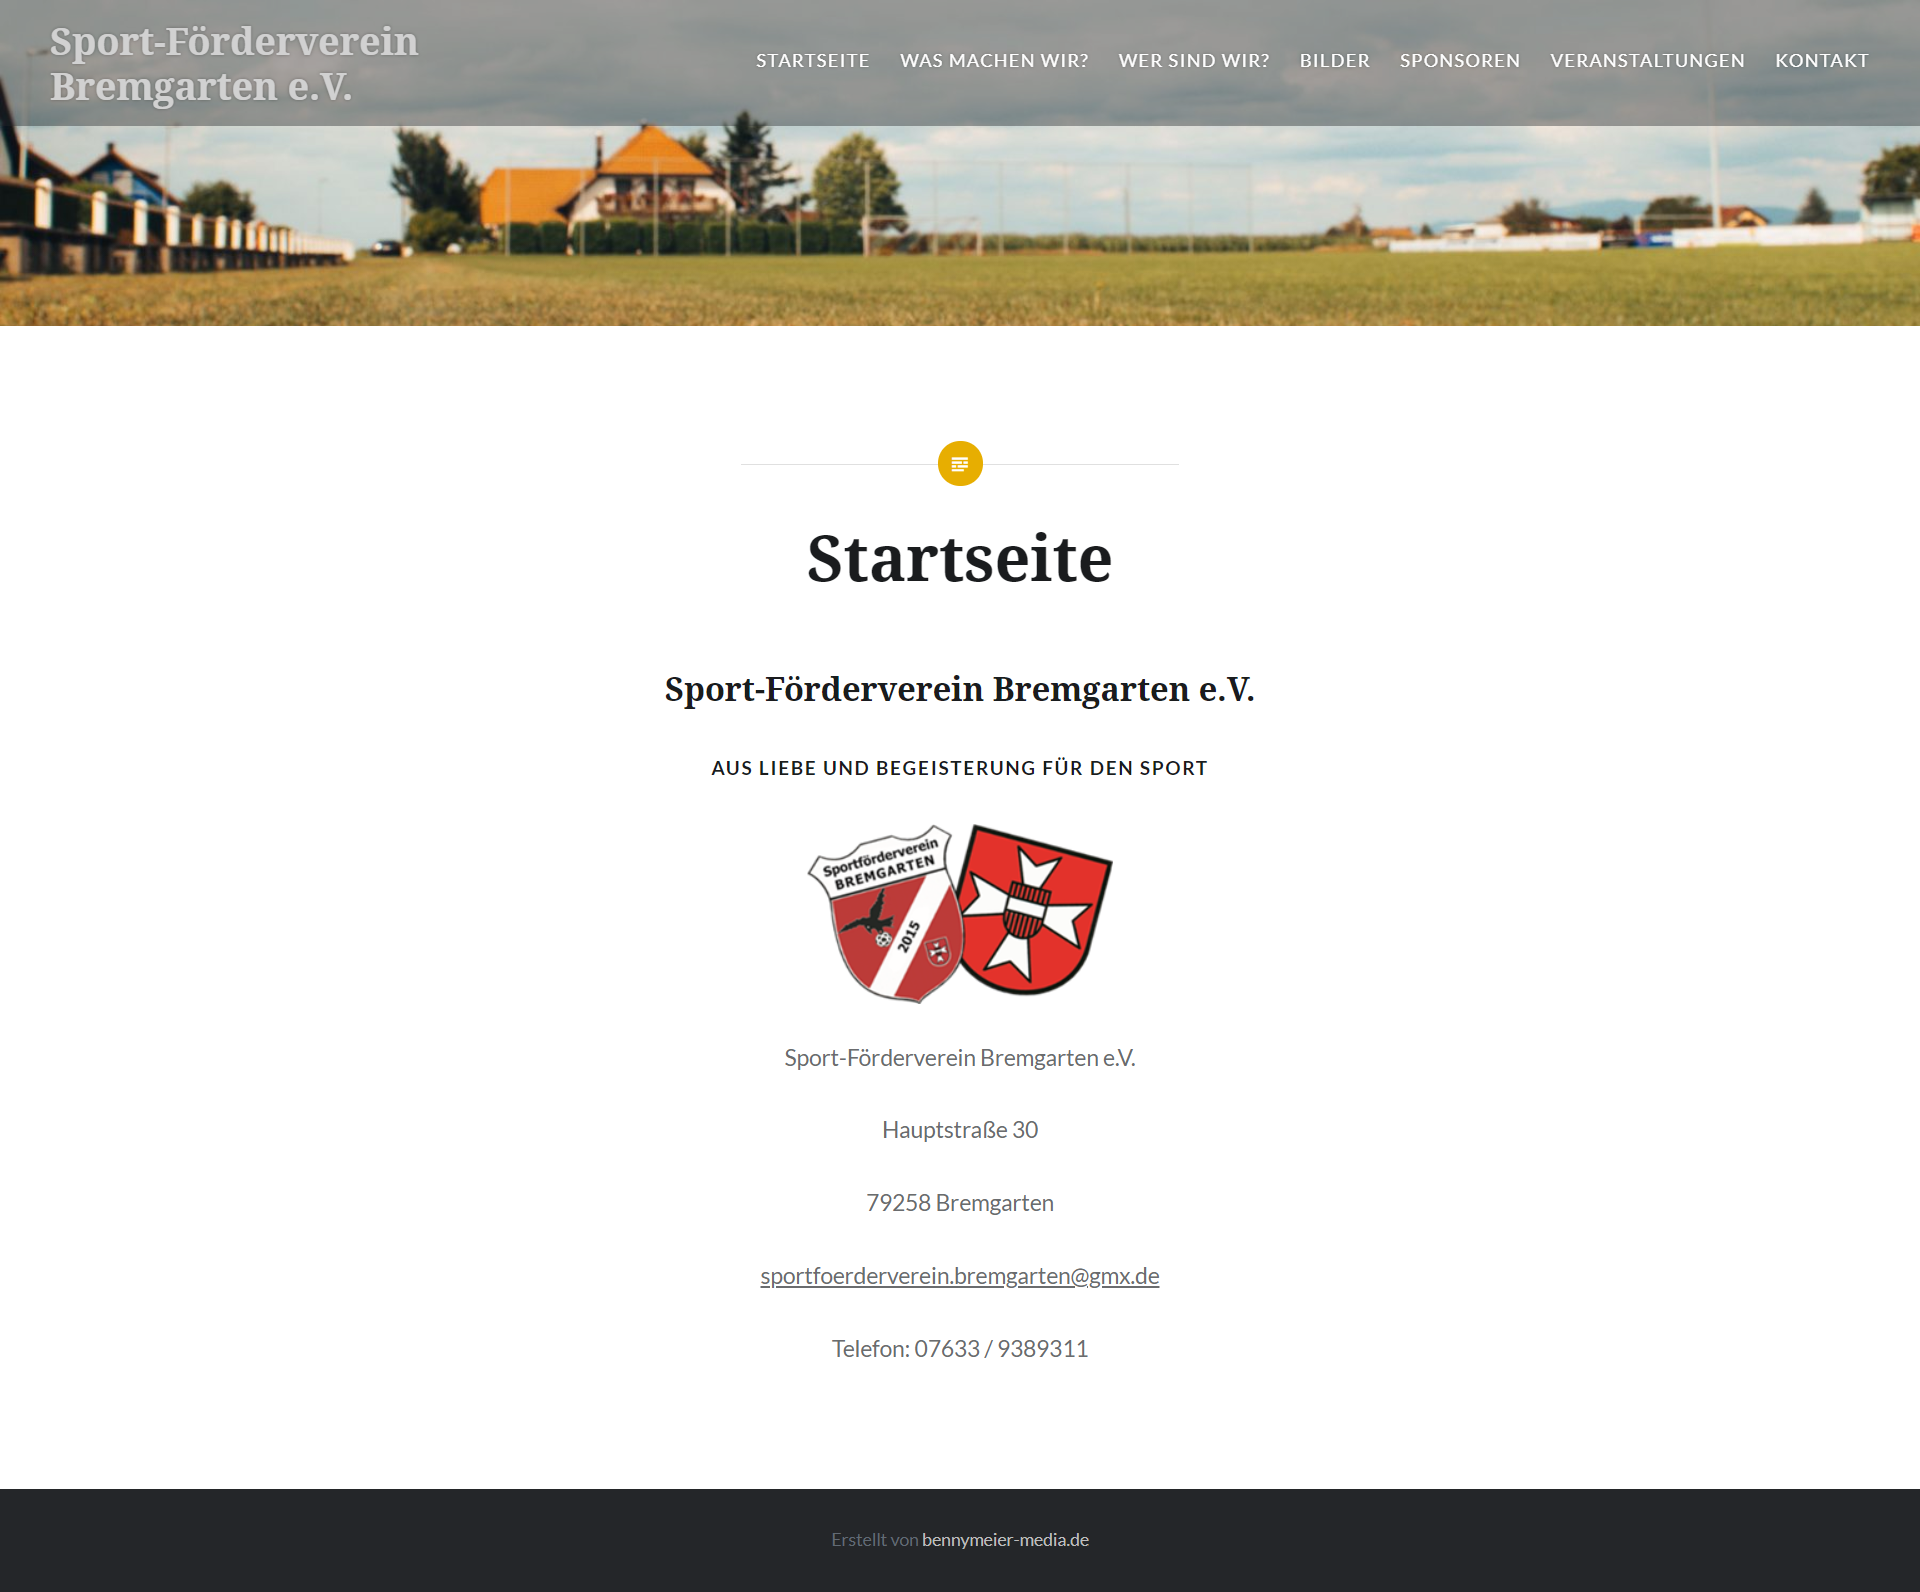 Sport-Förderverein
Bremgarten e.V.
STARTSEITE WAS MACHEN WIR? WER SIND WIR? BILDER SPONSOREN VERANSTALTUNGEN KONTAKT
Startseite
Sport-Förderverein Bremgarten e.V.
AUS LIEBE UND BEGEISTERUNG FÜR DEN SPORT
Sportförderverein
BREMGARTEN
2015
Sport-Förderverein Bremgarten e.V.
Hauptstraße 30
79258 Bremgarten
sportfoerderverein.bremgarten@gmx.de
Telefon: 07633 / 9389311
Erstellt von bennymeier-media.de